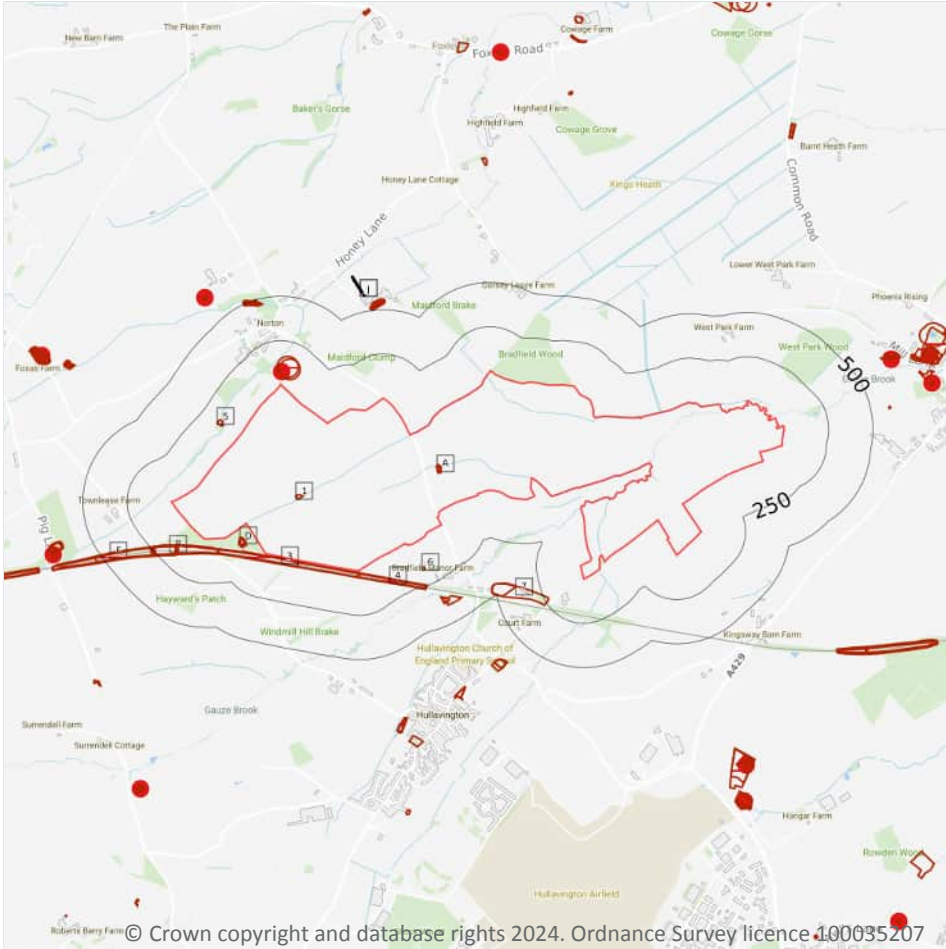 The Plain Farm
New Barn Farm
Cowage Farm
Cowage Gorse
Foxley Road
Baker's Gorse
Highfield Farm
Highfield Farm
Cowage Grove
Burnt Heath Farm
Honey Lane Cottage
Kings Heath
Common Road
Honey Lane
Lower West Park Farm
I
Gorsey Leaze Farm
Phoenix Rising
Maidford Brake
Norton
West Park Farm
Mill
Maidford Clump
Bradfield Wood
West Park Wood
Foxes Farm
500
Brook
5
A
1
Townlease Farm
250
Pig L
D
F
B
3
6
4
Bradfield Manor Farm
7
Hayward's Patch
Court Farm
Windmill Hill Brake
Kingsway Barn Farm
Hullavington Church of
England Primary School
A429
Gauze Brook
Hullavington
Surrendell Farm
Surrendell Cottage
Hangar Farm
Rowden Wood
Hullavington Airfield
Roberts Barry Farm
© Crown copyright and database rights 2024. Ordnance Survey licence 100035207